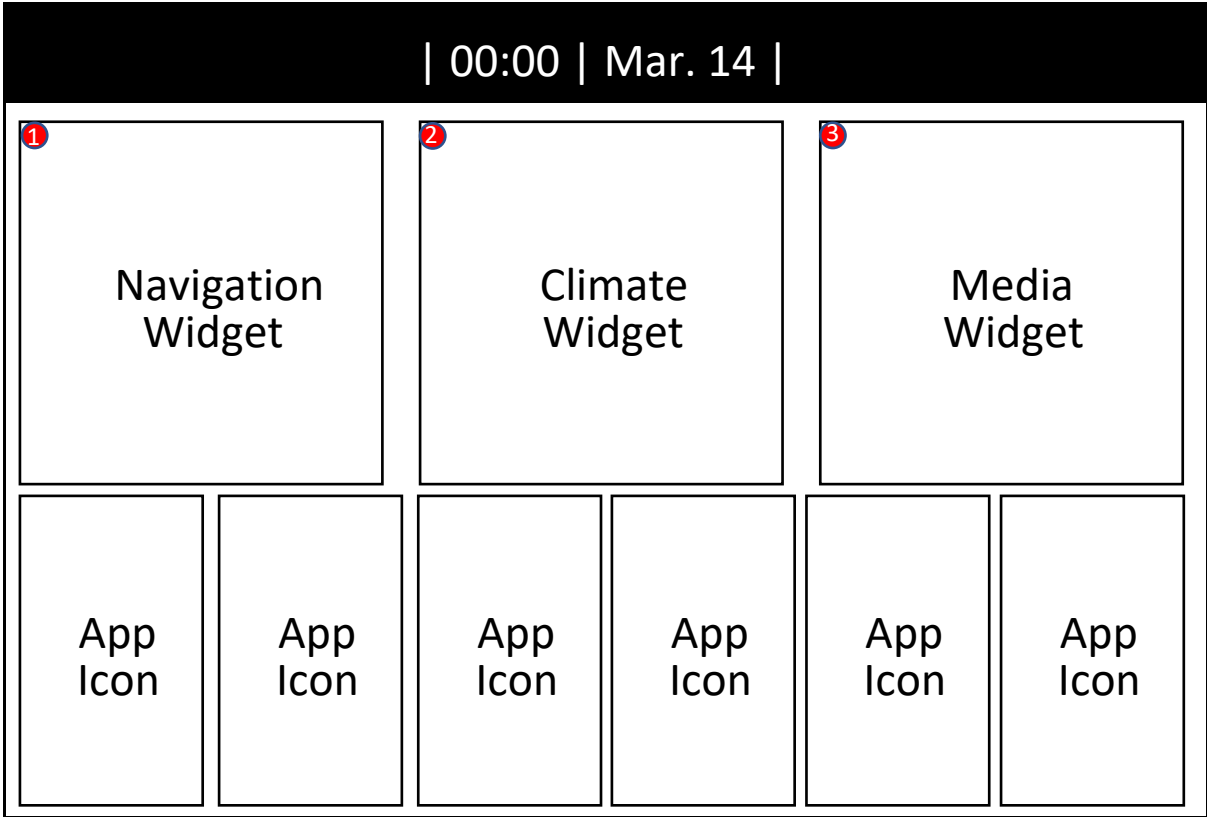 | 00:00 | Mar. 14 |
1
2
3
Navigation
Widget
Climate
Widget
Media
Widget
App
Icon
App
Icon
App
Icon
App
Icon
App
Icon
App
Icon